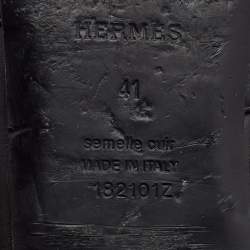 HERMES
41
semelle cuir
MADE IN ITALY
182101Z